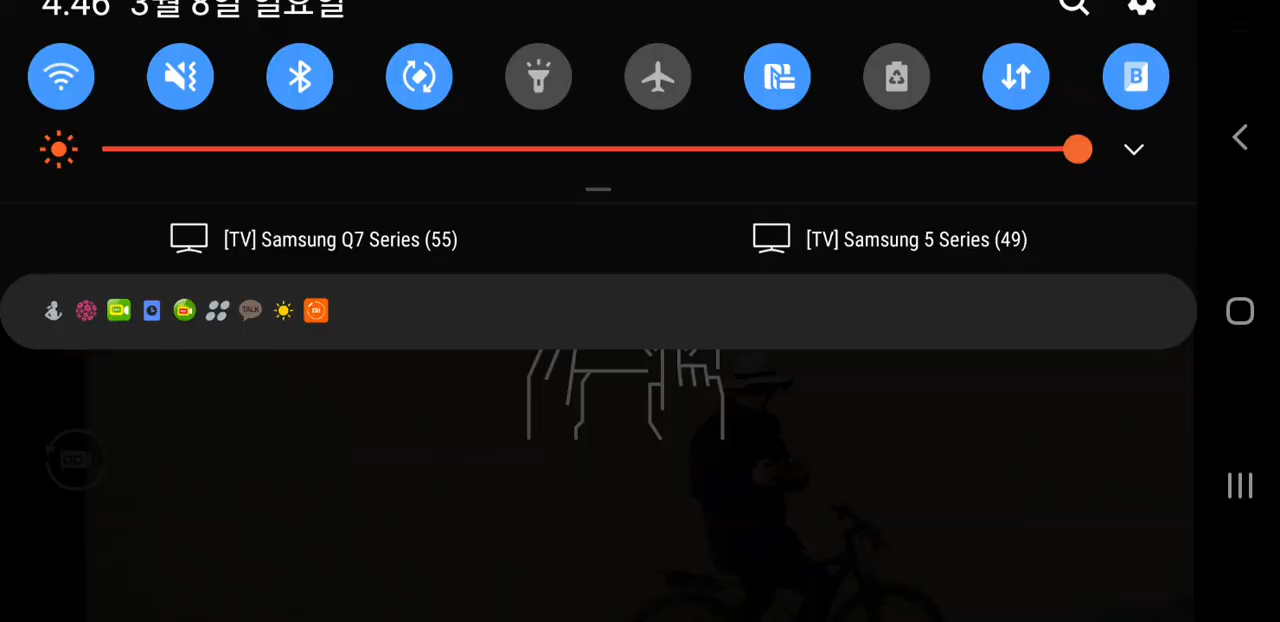 4:46 3월 8일 일요일
B
[TV] Samsung Q7 Series (55)
[TV] Samsung 5 Series (49)
TALK